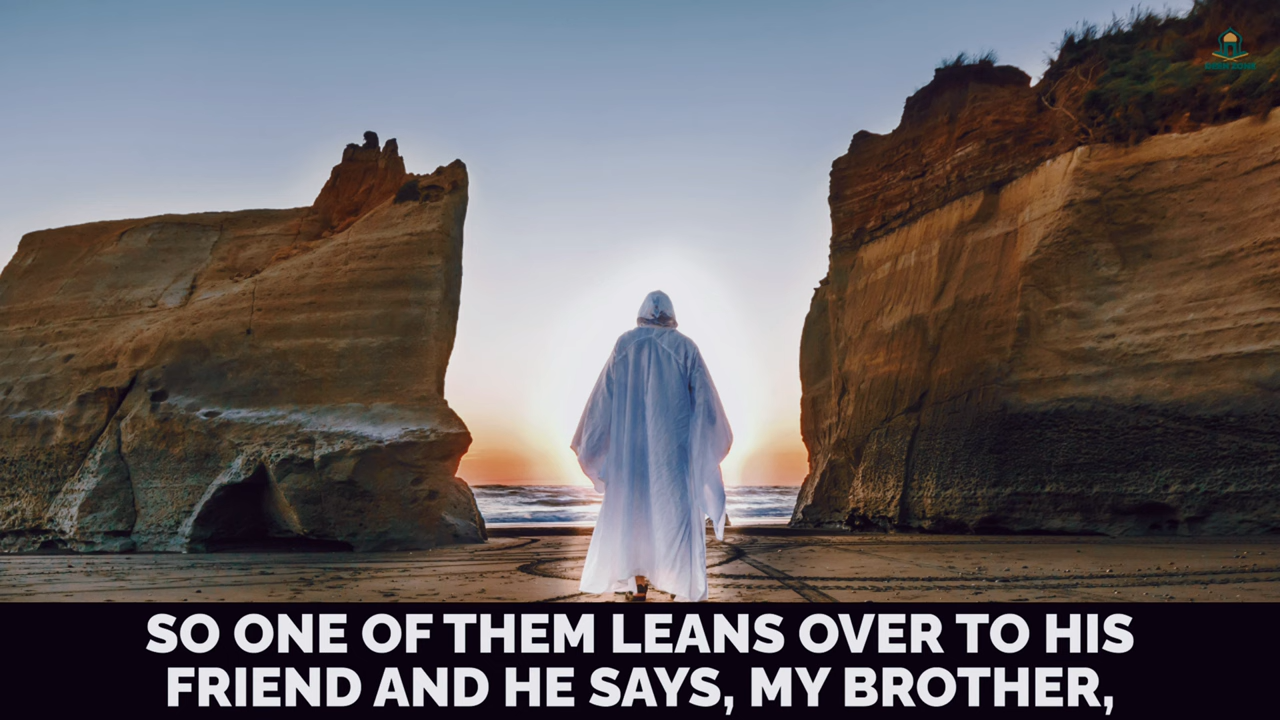 SO ONE OF THEM LEANS OVER TO HIS
FRIEND AND HE SAYS, MY BROTHER,